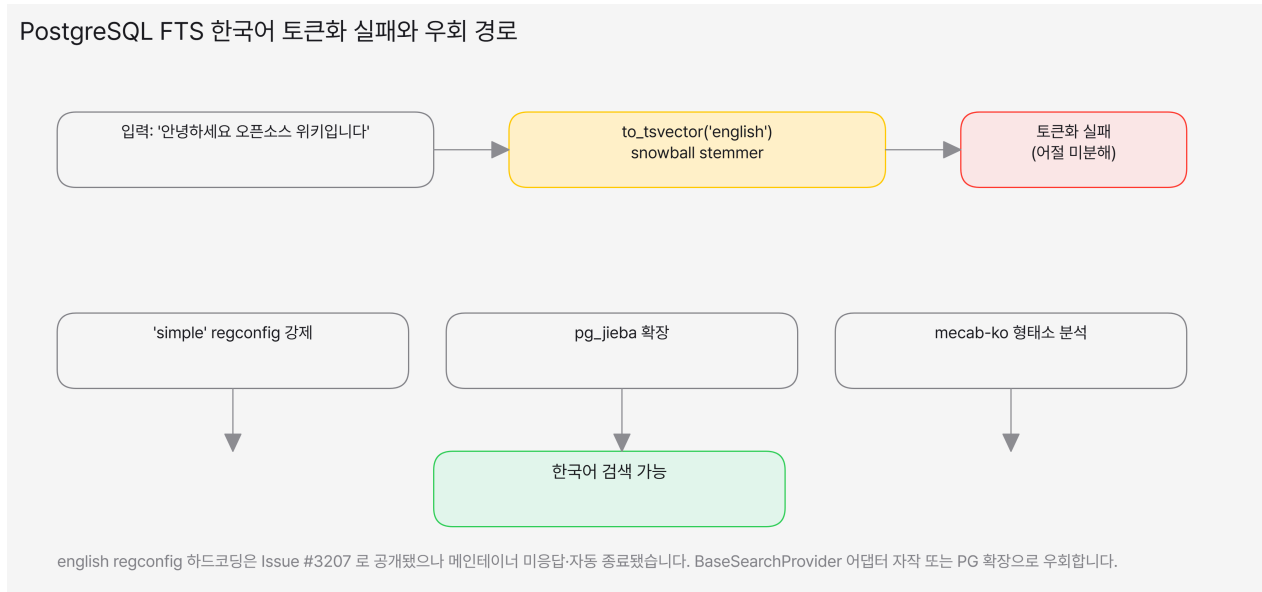 PostgreSQL FTS 한국어 토큰화 실패와 우회 경로
입력: '안녕하세요 오픈소스 위키입니다'
to_tsvector('english')
snowball stemmer
토큰화 실패
(어절 미분해)
'simple' regconfig 강제
pg_jieba 확장
mecab-ko 형태소 분석
한국어 검색 가능
english regconfig 하드코딩은 Issue #3207 로 공개됐으나 메인테이너 미응답·자동 종료됐습니다. BaseSearchProvider 어댑터 자작 또는 PG 확장으로 우회합니다.